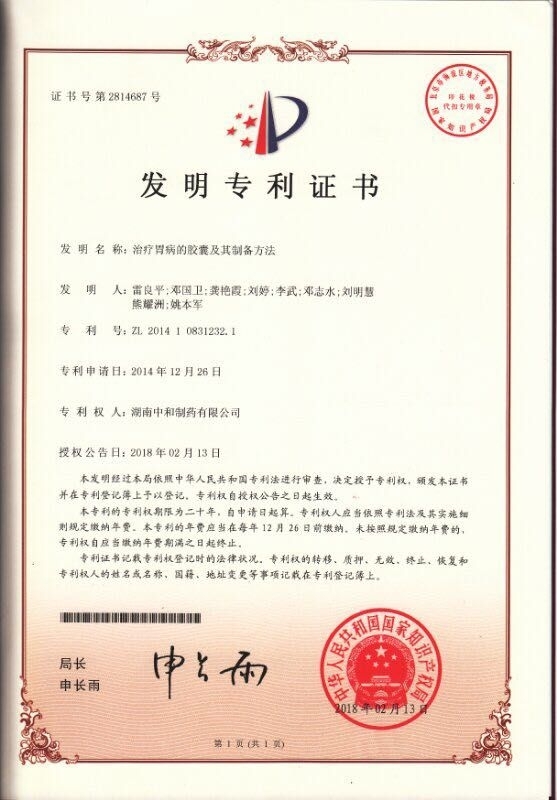 证书号第2814687号
印花税
代扣专用章
国家知识产权局
发明专利证书
发明名称：治疗胃病的胶囊及其制备方法
发明人：雷良平;邓国卫;龚艳霞;刘婷;李武;邓志水;刘明慧
熊耀洲;姚本军
专利号：ZL 2014 1 0831232.1
专利申请日：2014年12月26日
专利权人：湖南中和制药有限公司
授权公告日：2018年02月13日
本发明经过本局依照中华人民共和国专利法进行审查，决定授予专利权，颁发本证书
并在专利登记簿上予以登记。专利权自授权公告之日起生效。
本专利的专利权期限为二十年，自申请日起算。专利权人应当依照专利法及其实施细
则规定缴纳年费。本专利的年费应当在每年12月26日前缴纳。未按照规定缴纳年费的，
专利权自应当缴纳年费期满之日起终止。
专利证书记载专利权登记时的法律状况。专利权的转移、质押、无效、终止、恢复和
专利权人的姓名或名称、国籍、地址变更等事项记载在专利登记簿上。
局长
申长雨
申长雨
中华人民共和国国家知识产权局
2018年02月13日
第1页(共1页)